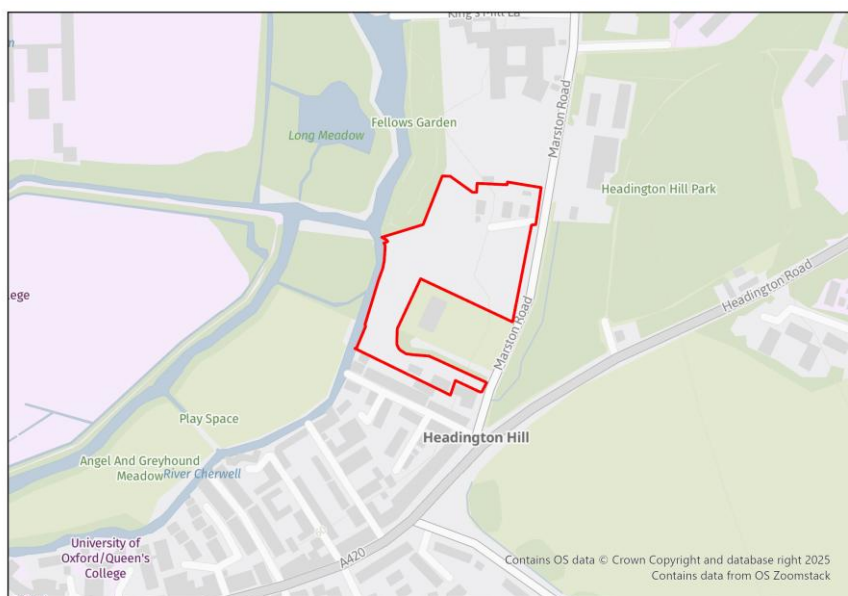 King's Mill La
Fellows Garden
Long Meadow
Marston Road
Headington Hill Park
Headington Road
ege
Marston Road
Play Space
Headington Hill
Angel And Greyhound
Meadow
River Cherwell
University of
Oxford/Queen's
College
A420
Contains OS data © Crown Copyright and database right 2025
Contains data from OS Zoomstack